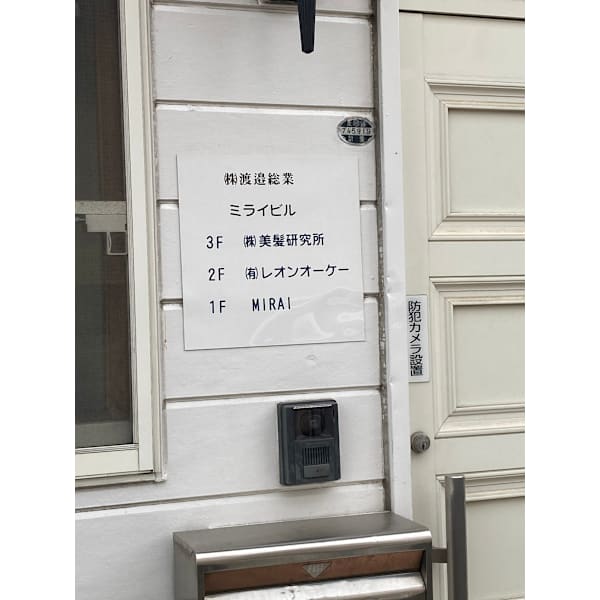 ㈱渡邉総業
ミライビル
3F ㈱美髪研究所
2F ㈲レオンオーケー
1F MIRAI
防犯カメラ設置